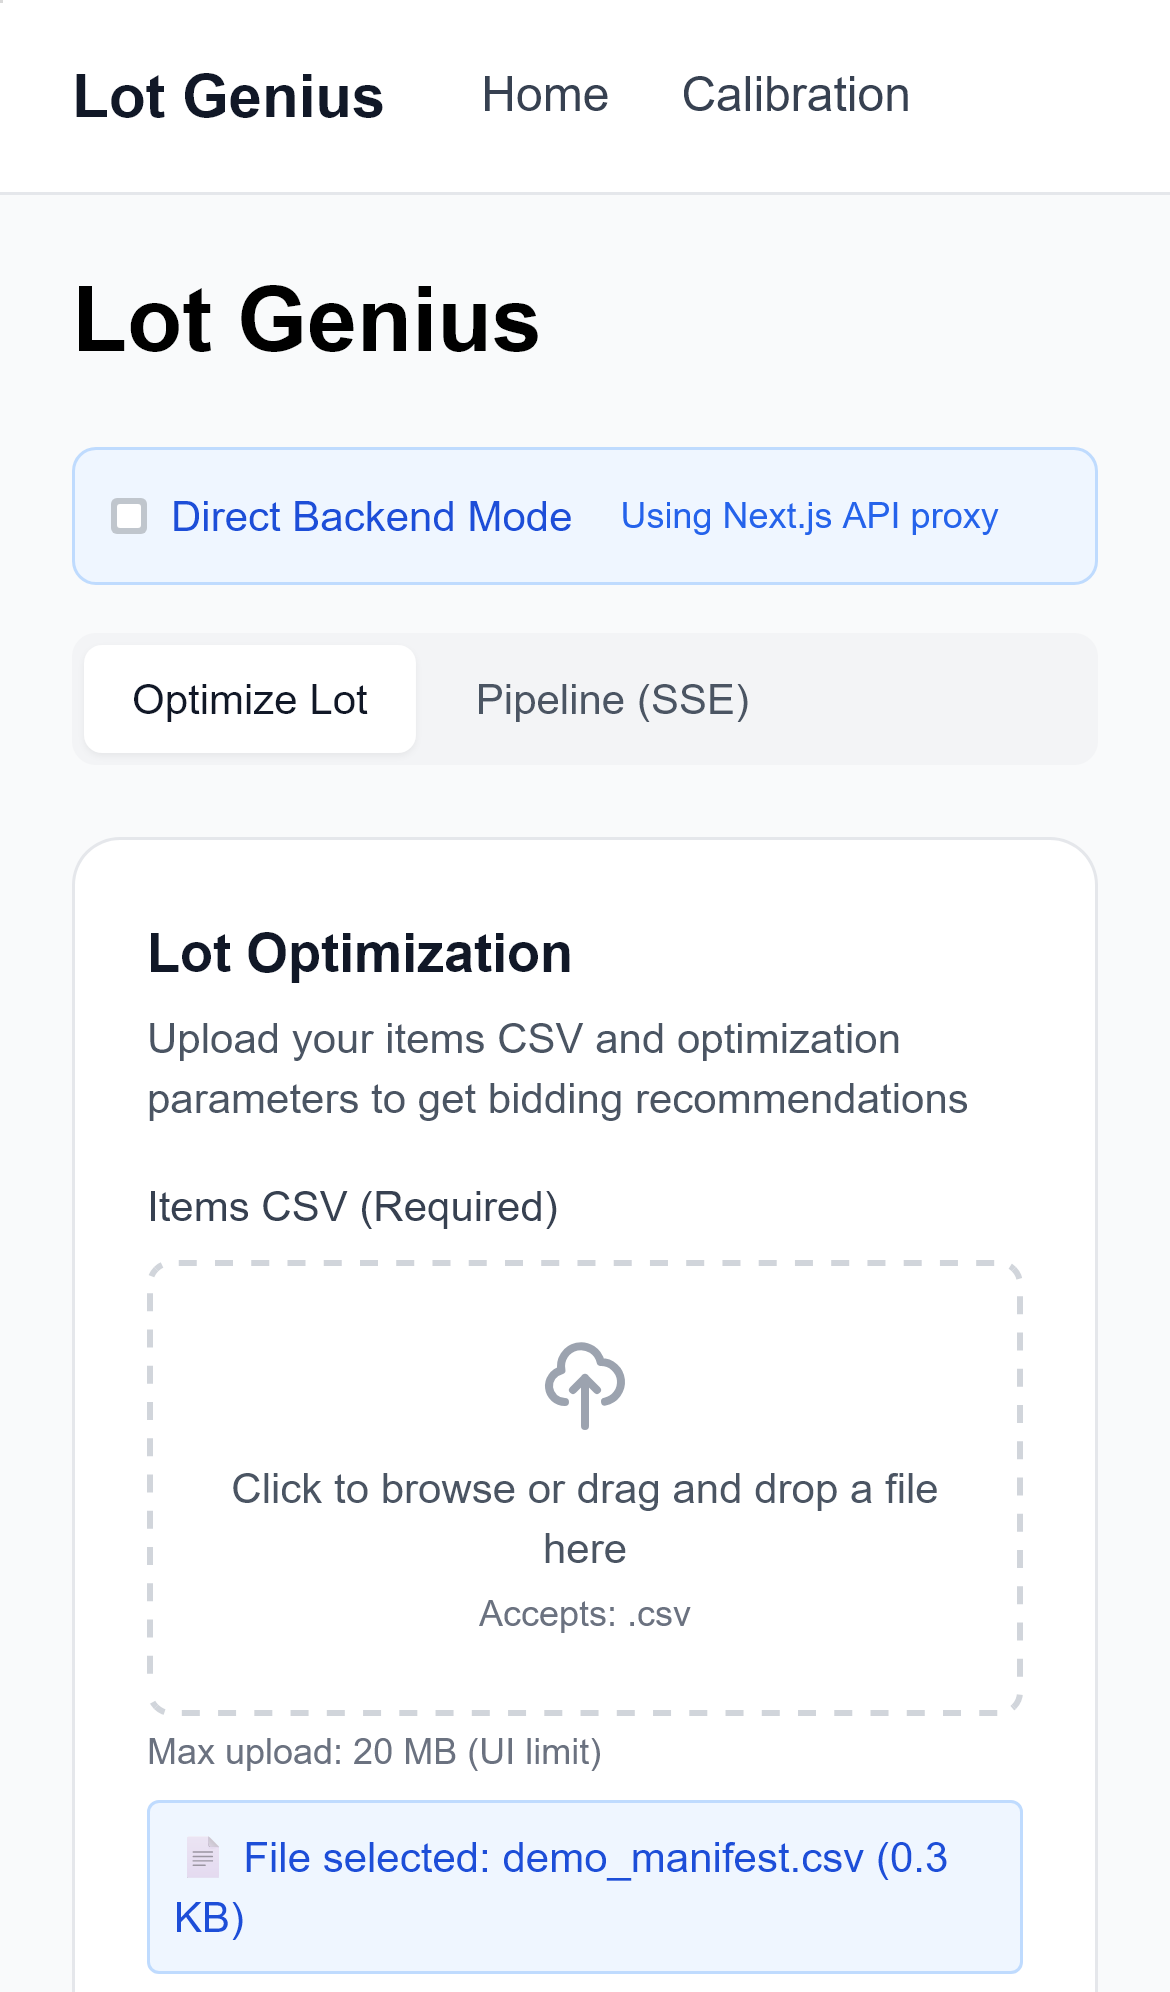 Lot Genius Home Calibration
Lot Genius
Direct Backend Mode Using Next.js API proxy
Optimize Lot Pipeline (SSE)
Lot Optimization
Upload your items CSV and optimization
parameters to get bidding recommendations
Items CSV (Required)
Click to browse or drag and drop a file
here
Accepts: .csv
Max upload: 20 MB (UI limit)
File selected: demo_manifest.csv (0.3
KB)